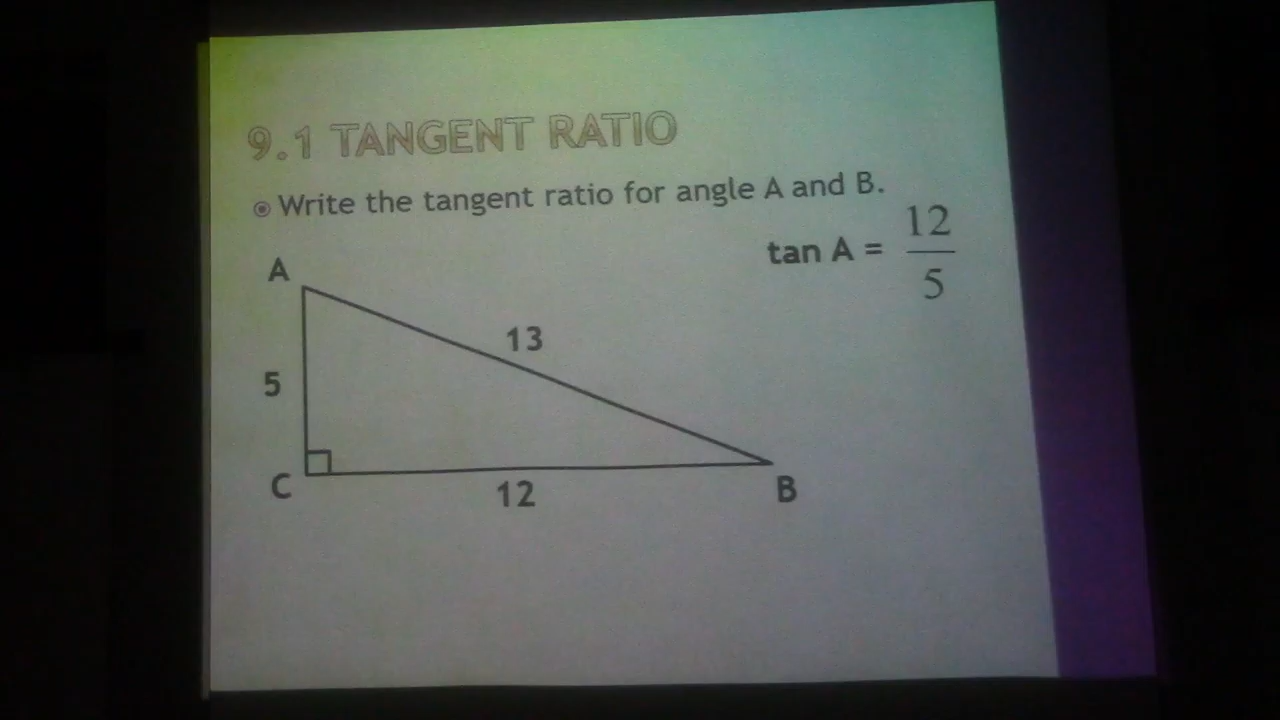 9.1 TANGENT RATIO
Write the tangent ratio for angle A and B.
tan A = 12/5
A
13
5
C
12
B